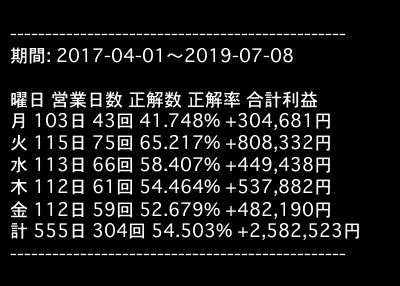 ------------------------------------------------
期間: 2017-04-01～2019-07-08
曜日 営業日数 正解数 正解率 合計利益
月 103日 43回 41.748% +304,681円
火 115日 75回 65.217% +808,332円
水 113日 66回 58.407% +449,438円
木 112日 61回 54.464% +537,882円
金 112日 59回 52.679% +482,190円
計 555日 304回 54.503% +2,582,523円
------------------------------------------------